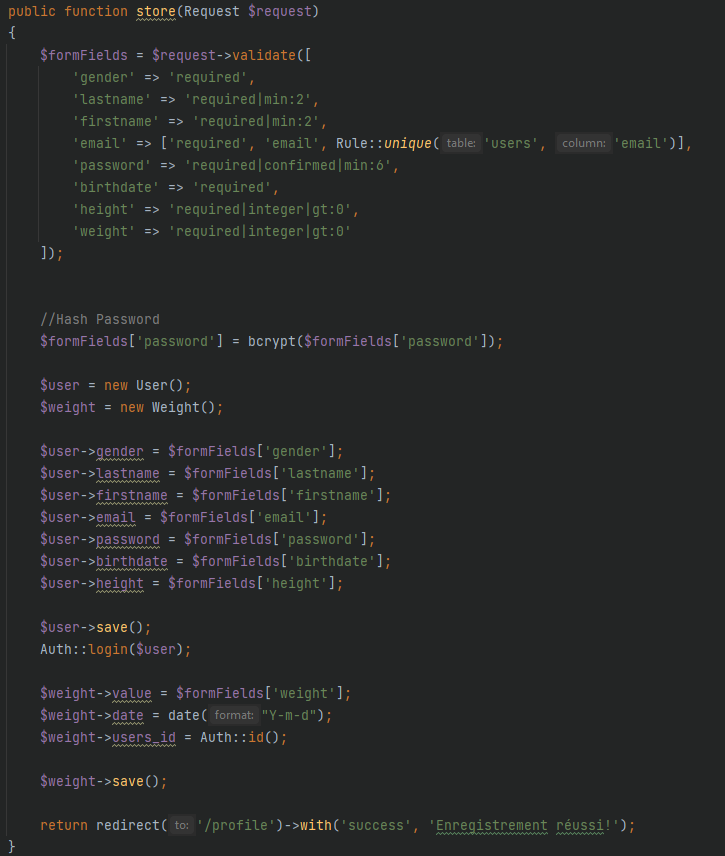 public function store(Request $request)
{
    $formFields = $request->validate([
        'gender' => 'required',
        'lastname' => 'required|min:2',
        'firstname' => 'required|min:2',
        'email' => ['required', 'email', Rule::unique( table: 'users', column: 'email')],
        'password' => 'required|confirmed|min:6',
        'birthdate' => 'required',
        'height' => 'required|integer|gt:0',
        'weight' => 'required|integer|gt:0'
    ]);
    //Hash Password
    $formFields['password'] = bcrypt($formFields['password']);
    $user = new User();
    $weight = new Weight();
    $user->gender = $formFields['gender'];
    $user->lastname = $formFields['lastname'];
    $user->firstname = $formFields['firstname'];
    $user->email = $formFields['email'];
    $user->password = $formFields['password'];
    $user->birthdate = $formFields['birthdate'];
    $user->height = $formFields['height'];
    $user->save();
    Auth::login($user);
    $weight->value = $formFields['weight'];
    $weight->date = date( format: "Y-m-d");
    $weight->users_id = Auth::id();
    $weight->save();
    return redirect( to: '/profile')->with('success', 'Enregistrement réussi!');
}